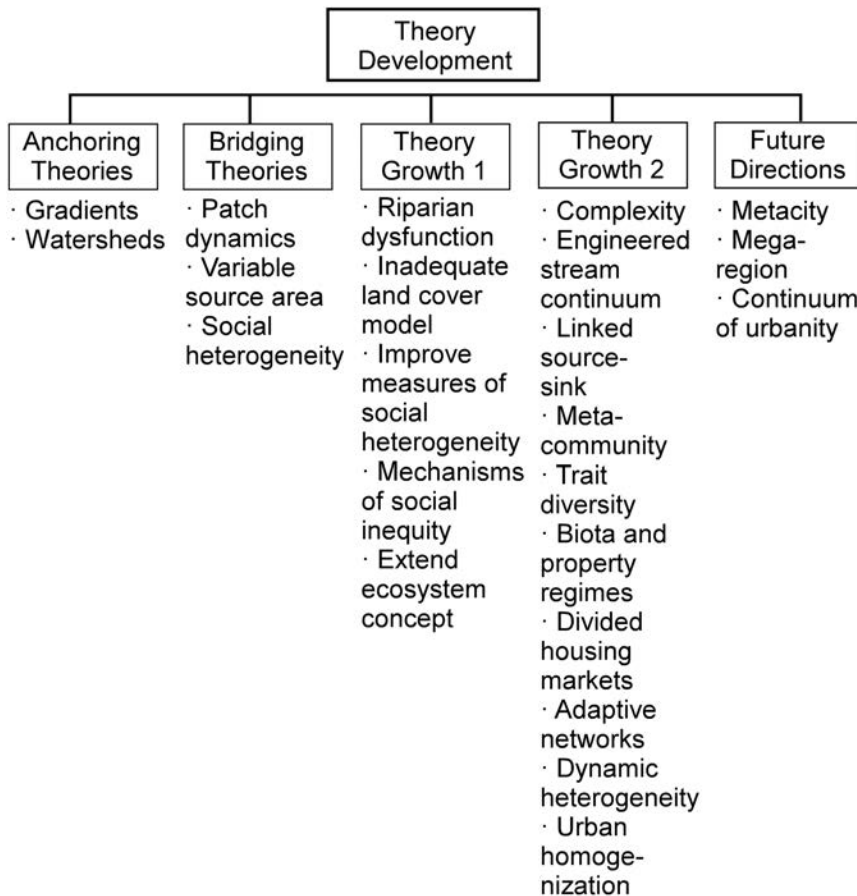 Theory
Development
Anchoring
Theories
· Gradients
· Watersheds
Bridging
Theories
· Patch
dynamics
· Variable
source area
· Social
heterogeneity
Theory
Growth 1
· Riparian
dysfunction
· Inadequate
land cover
model
· Improve
measures of
social
heterogeneity
· Mechanisms
of social
inequity
· Extend
ecosystem
concept
Theory
Growth 2
· Complexity
· Engineered
stream
continuum
· Linked
source-
sink
· Meta-
community
· Trait
diversity
· Biota and
property
regimes
· Divided
housing
markets
· Adaptive
networks
· Dynamic
heterogeneity
· Urban
homoge-
nization
Future
Directions
· Metacity
· Mega-
region
· Continuum
of urbanity